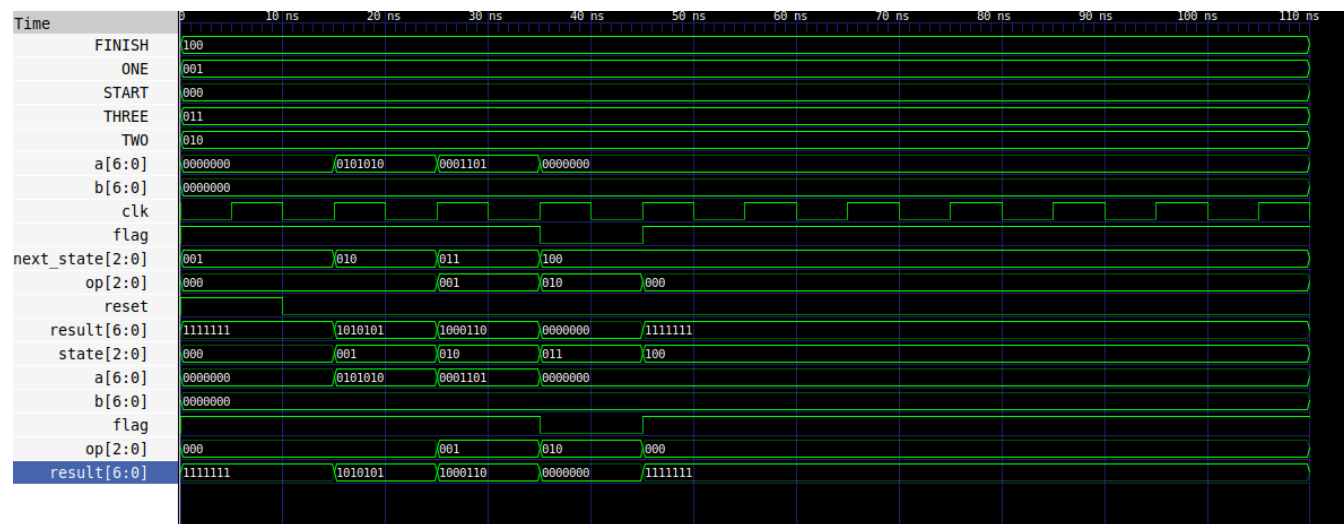 Time 0 10 ns 20 ns 30 ns 40 ns 50 ns 60 ns 70 ns 80 ns 90 ns 100 ns 110 ns
FINISH 100
ONE 001
START 000
THREE 011
TWO 010
a[6:0] 0000000 0101010 0001101 0000000
b[6:0] 0000000
clk
flag
next_state[2:0] 001 010 011 100
op[2:0] 000 001 010 000
reset
result[6:0] 1111111 1010101 1000110 0000000 1111111
state[2:0] 000 001 010 011 100
a[6:0] 0000000 0101010 0001101 0000000
b[6:0] 0000000
flag
op[2:0] 000 001 010 000
result[6:0] 1111111 1010101 1000110 0000000 1111111